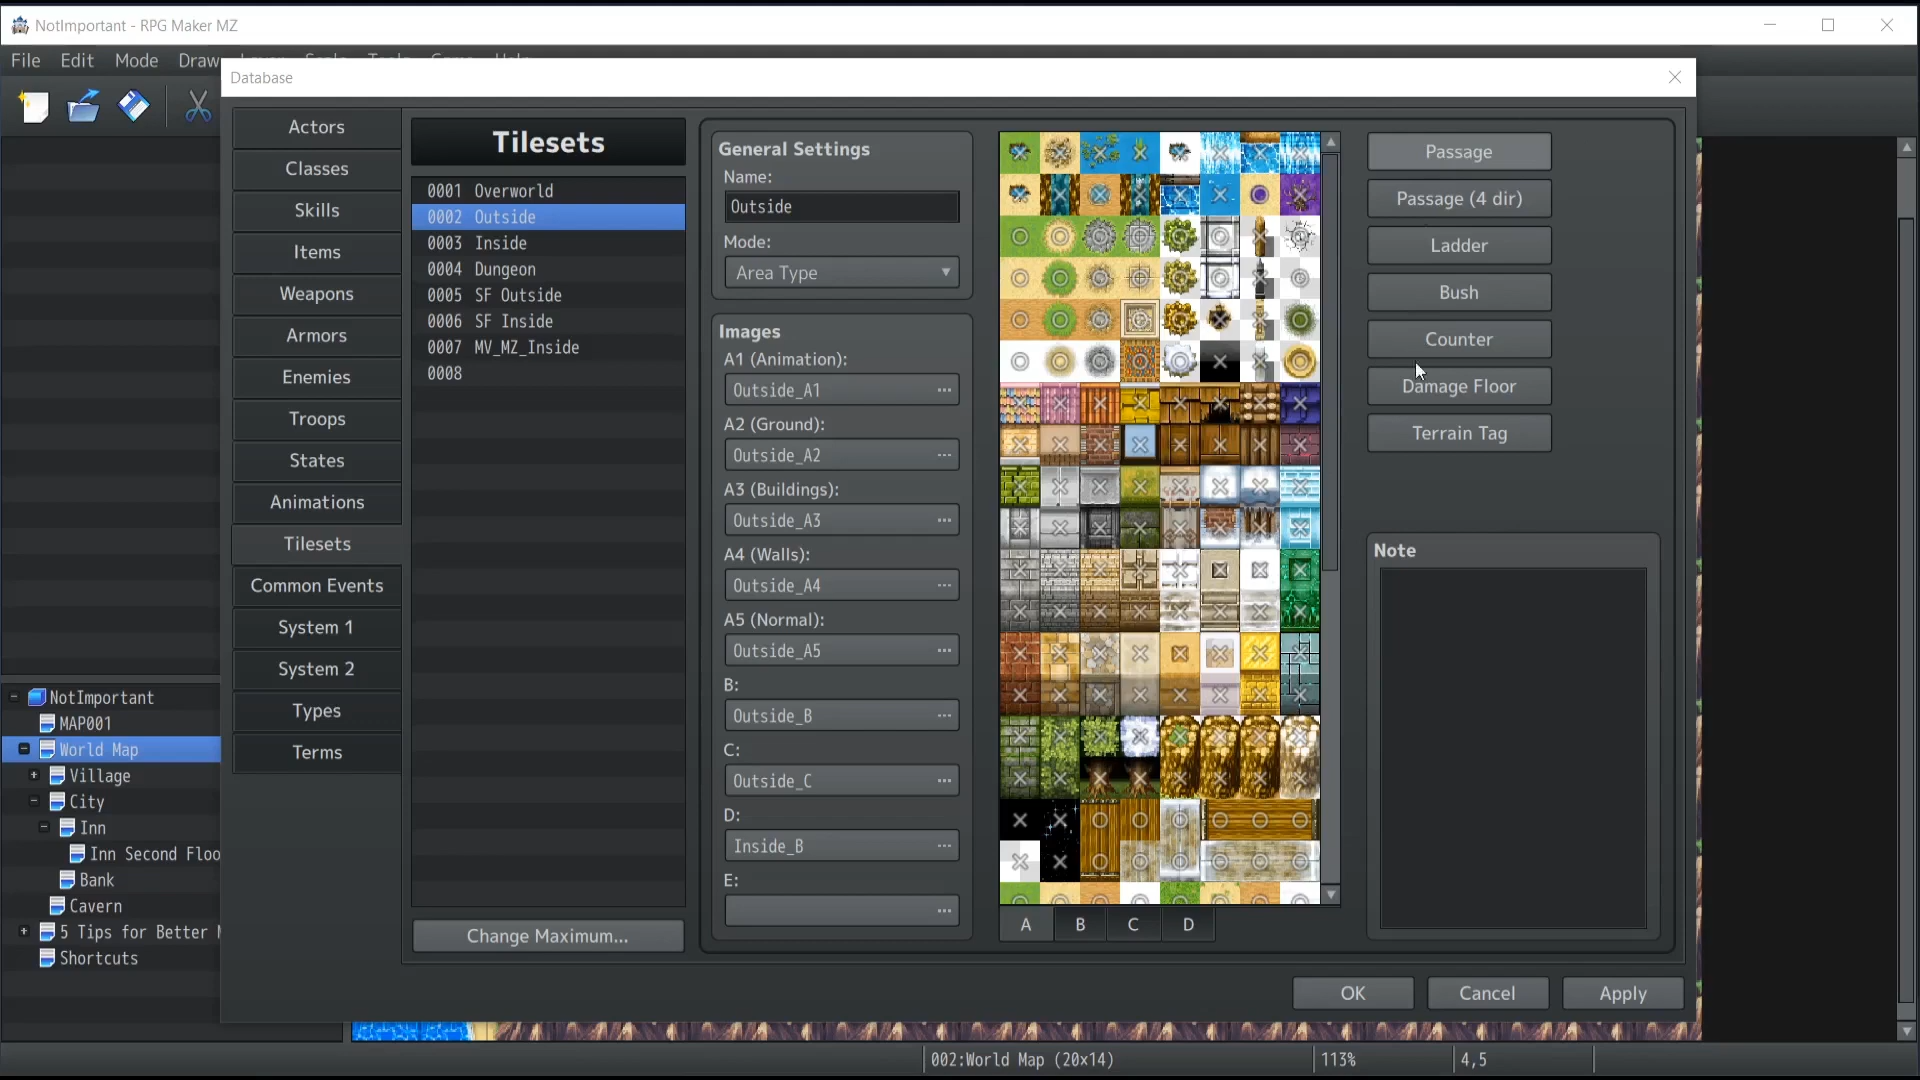 NotImportant - RPG Maker MZ
File Edit Mode Draw
Database
Actors
Classes
Skills
Items
Weapons
Armors
Enemies
Troops
States
Animations
Tilesets
Common Events
System 1
System 2
Types
Terms
Tilesets
0001 Overworld
0002 Outside
0003 Inside
0004 Dungeon
0005 SF Outside
0006 SF Inside
0007 MV_MZ_Inside
0008
Change Maximum...
General Settings
Name:
Outside
Mode:
Area Type
Images
A1 (Animation):
Outside_A1 ...
A2 (Ground):
Outside_A2 ...
A3 (Buildings):
Outside_A3 ...
A4 (Walls):
Outside_A4 ...
A5 (Normal):
Outside_A5 ...
B:
Outside_B ...
C:
Outside_C ...
D:
Inside_B ...
E:
...
A B C D
Passage
Passage (4 dir)
Ladder
Bush
Counter
Damage Floor
Terrain Tag
Note
OK Cancel Apply
NotImportant
MAP001
World Map
Village
City
Inn
Inn Second Floo
Bank
Cavern
5 Tips for Better
Shortcuts
002:World Map (20x14) 113% 4,5